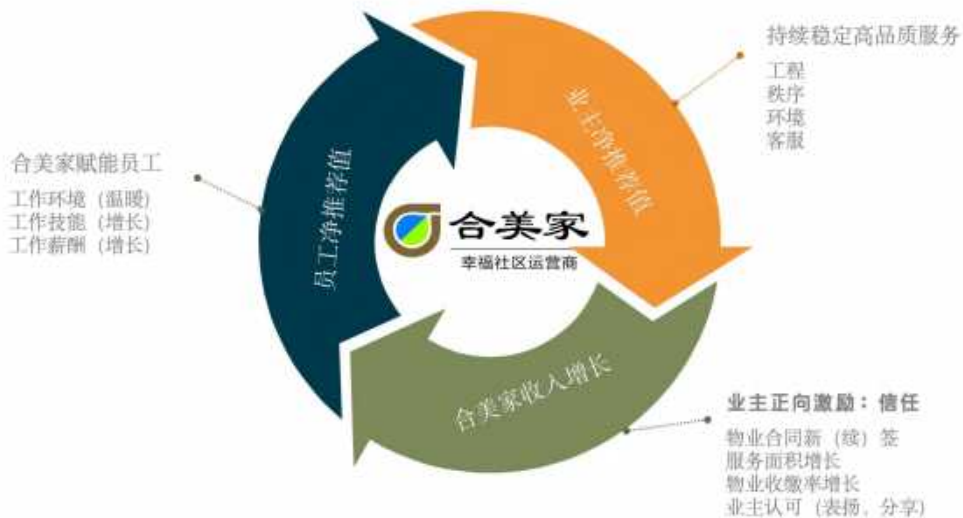 持续稳定高品质服务
工程
秩序
环境
客服
业主净推荐值
合美家赋能员工
工作环境（温暖）
工作技能（增长）
工作薪酬（增长）
员工净推荐值
合美家
幸福社区运营商
合美家收入增长
业主正向激励：信任
物业合同新（续）签
服务面积增长
物业收缴率增长
业主认可（表扬、分享）